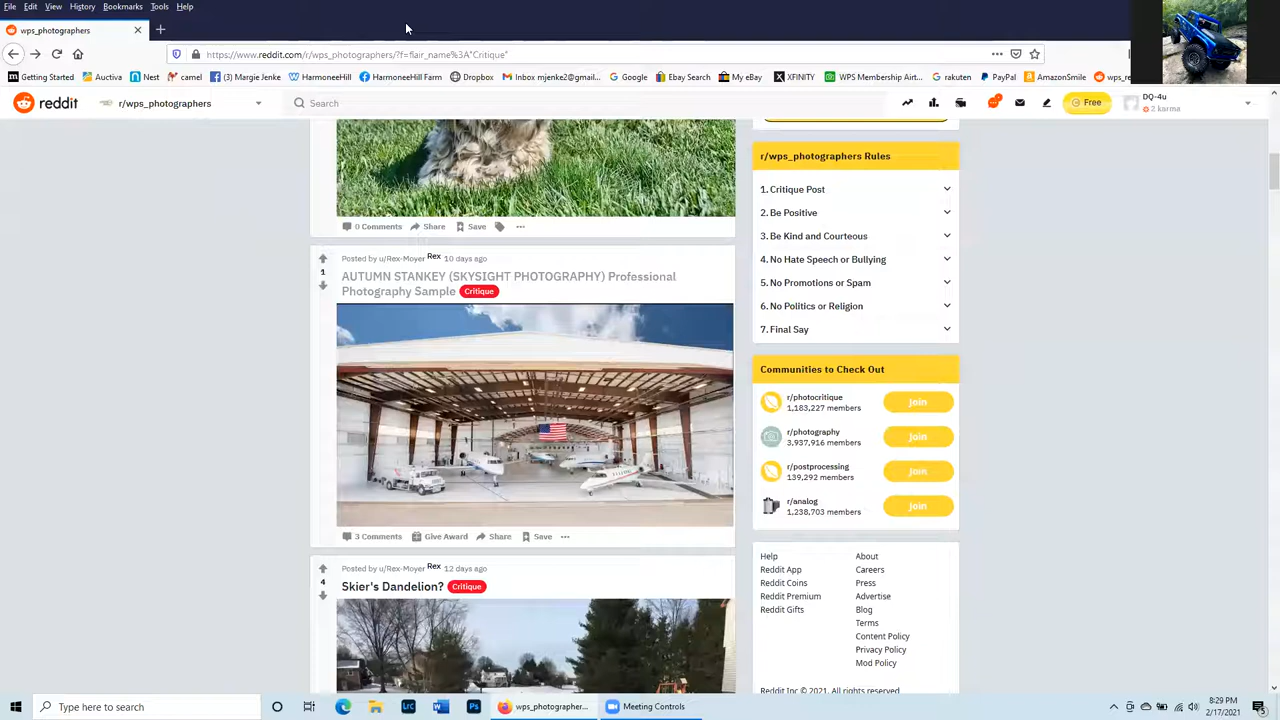 File Edit View History Bookmarks Tools Help
wps_photographers
https://www.reddit.com/r/wps_photographers/?f=flair_name%3A"Critique"
Getting Started Auctiva Nest camel (3) Margie Jenke HarmoneeHill HarmoneeHill Farm Dropbox Inbox mjenke2@gmail... Google Ebay Search My eBay XFINITY WPS Membership Airt... rakuten PayPal AmazonSmile wps_re
reddit r/wps_photographers Search Free DQ-4u
2 karma
0 Comments Share Save
Posted by u/Rex-Moyer Rex 10 days ago
1
AUTUMN STANKEY (SKYSIGHT PHOTOGRAPHY) Professional
Photography Sample Critique
3 Comments Give Award Share Save
Posted by u/Rex-Moyer Rex 12 days ago
4
Skier's Dandelion? Critique
r/wps_photographers Rules
1. Critique Post
2. Be Positive
3. Be Kind and Courteous
4. No Hate Speech or Bullying
5. No Promotions or Spam
6. No Politics or Religion
7. Final Say
Communities to Check Out
r/photocritique
1,183,227 members
Join
r/photography
3,937,916 members
Join
r/postprocessing
139,292 members
Join
r/analog
1,238,703 members
Join
Help About
Reddit App Careers
Reddit Coins Press
Reddit Premium Advertise
Reddit Gifts Blog
Terms
Content Policy
Privacy Policy
Mod Policy
Reddit Inc © 2021. All rights reserved
Type here to search
Lrc
W
Ps
wps_photographer...
Meeting Controls
8:29 PM
2/17/2021